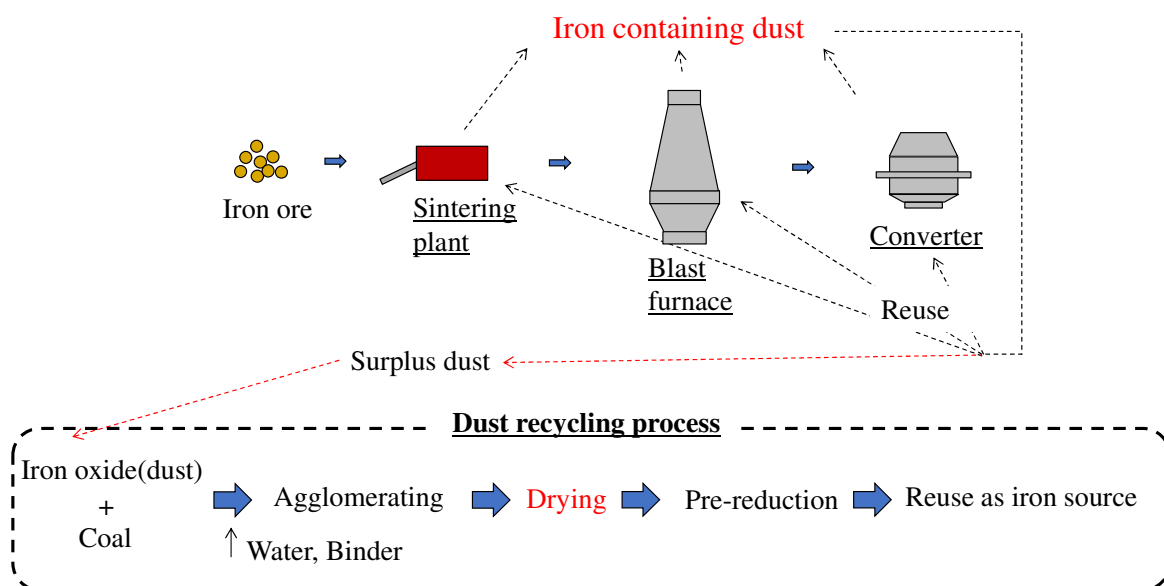 Iron containing dust
Iron ore
Sintering
plant
Blast
furnace
Converter
Reuse
Surplus dust
Dust recycling process
Iron oxide(dust)
+
Coal
Agglomerating
Drying
Pre-reduction
Reuse as iron source
Water, Binder